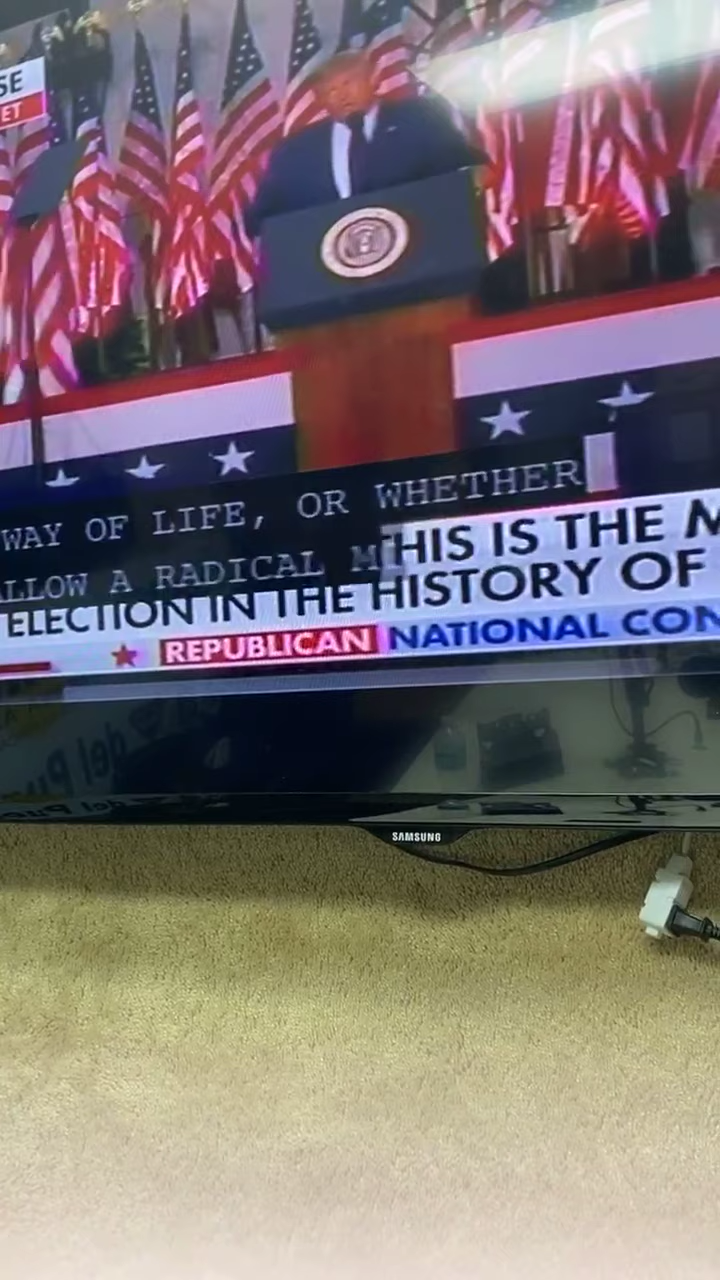 SE
ET
WAY OF LIFE, OR WHETHER
ALLOW A RADICAL M
THIS IS THE M
ELECTION IN THE HISTORY OF
REPUBLICAN NATIONAL CON
SAMSUNG